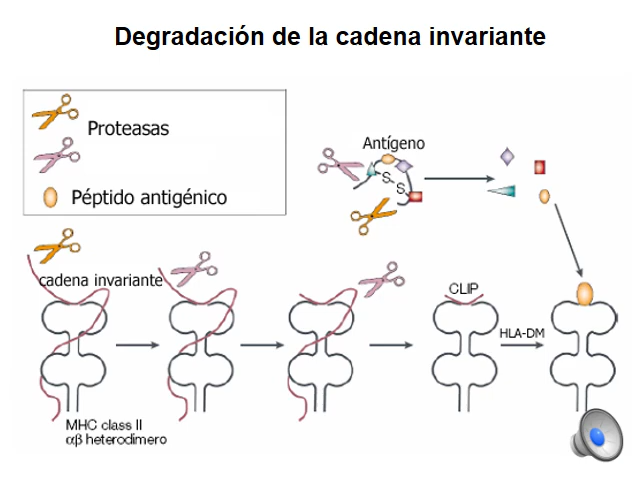 Degradación de la cadena invariante
Proteasas
Péptido antigénico
Antígeno
S
S
cadena invariante
CLIP
HLA-DM
MHC class II
αβ heterodimero